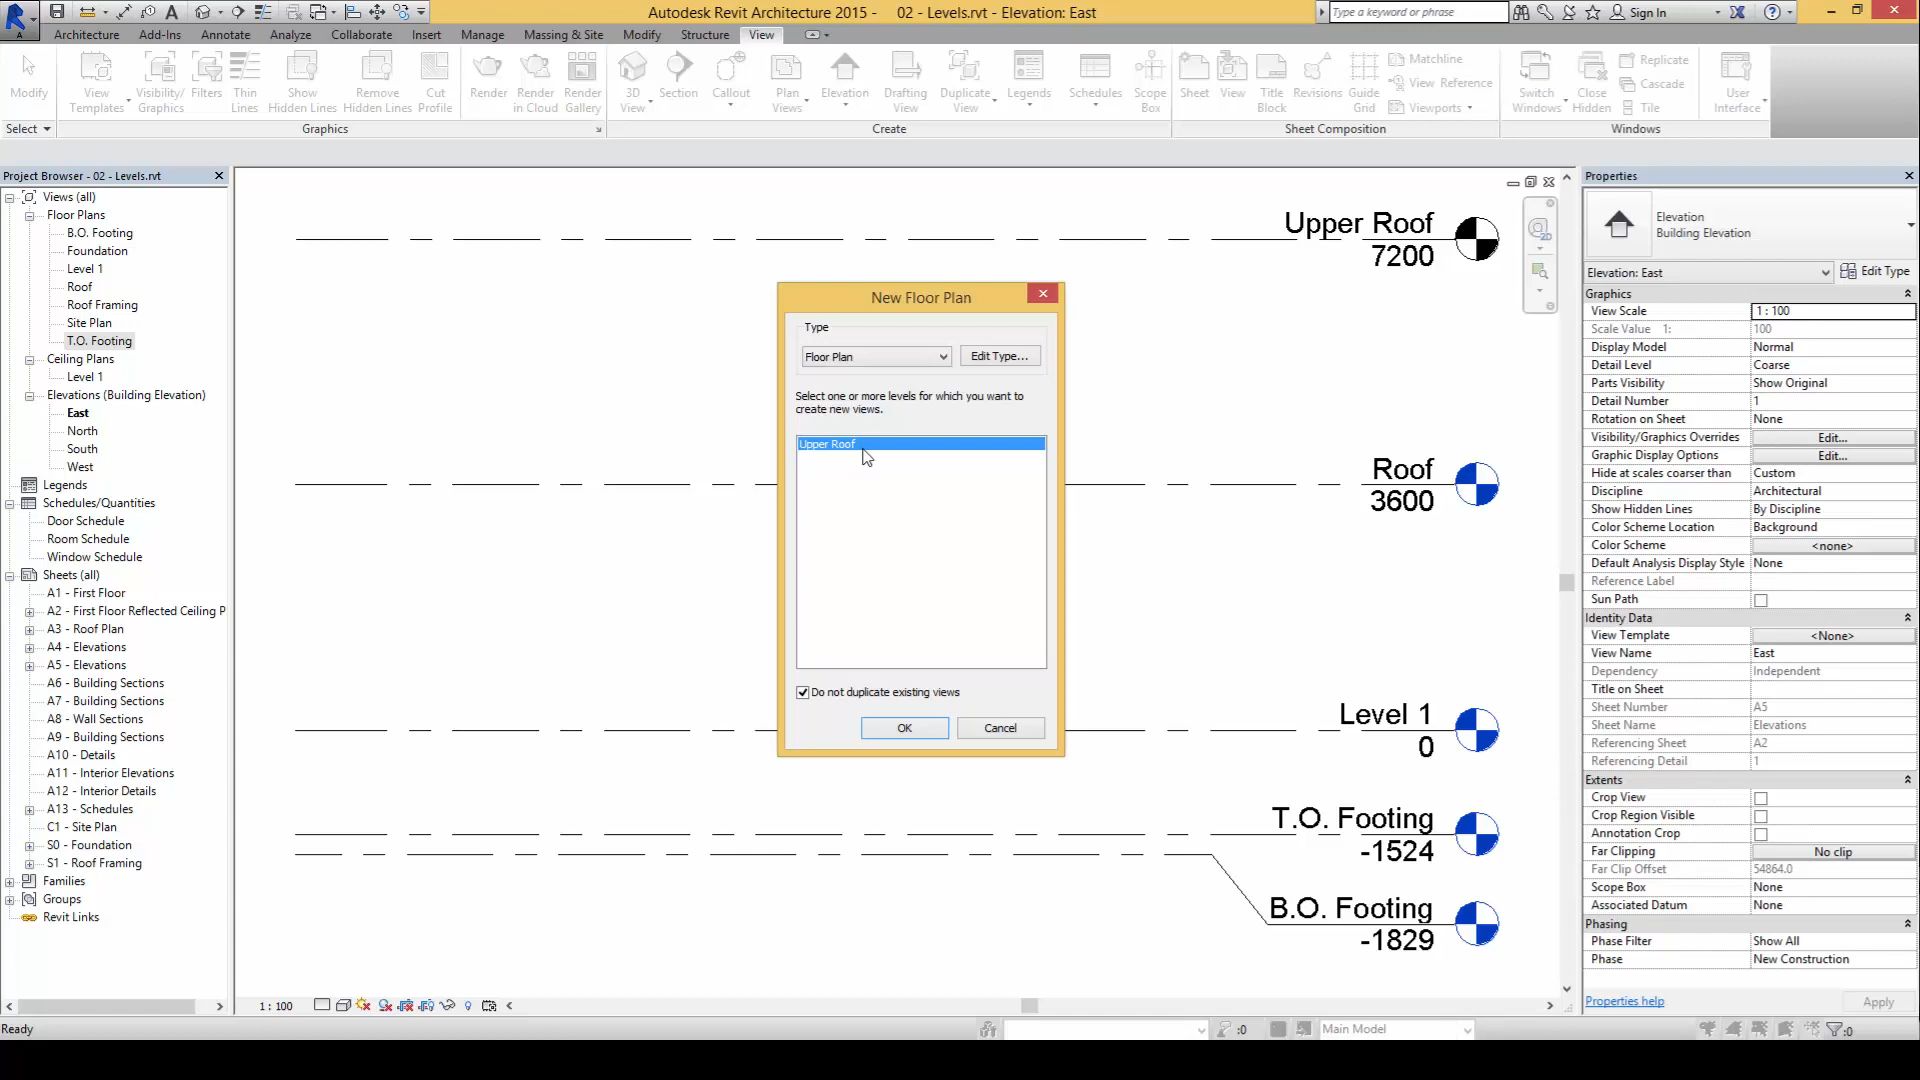 Autodesk Revit Architecture 2015 - 02 - Levels.rvt - Elevation: East
Type a keyword or phrase
Sign In
Architecture Add-Ins Annotate Analyze Collaborate Insert Manage Massing & Site Modify Structure View
Modify
View Templates
Visibility/ Graphics
Filters
Thin Lines
Show Hidden Lines
Remove Hidden Lines
Cut Profile
Render
Render in Cloud
Render Gallery
3D View
Section
Callout
Plan Views
Elevation
Drafting View
Duplicate View
Legends
Schedules
Scope Box
Sheet
View
Title Block
Revisions
Guide Grid
Matchline
View Reference
Viewports
Switch Windows
Close Hidden
Replicate
Cascade
Tile
User Interface
Select Graphics Create Sheet Composition Windows
Project Browser - 02 - Levels.rvt
Views (all)
Floor Plans
B.O. Footing
Foundation
Level 1
Roof
Roof Framing
Site Plan
T.O. Footing
Ceiling Plans
Level 1
Elevations (Building Elevation)
East
North
South
West
Legends
Schedules/Quantities
Door Schedule
Room Schedule
Window Schedule
Sheets (all)
A1 - First Floor
A2 - First Floor Reflected Ceiling P
A3 - Roof Plan
A4 - Elevations
A5 - Elevations
A6 - Building Sections
A7 - Building Sections
A8 - Wall Sections
A9 - Building Sections
A10 - Details
A11 - Interior Elevations
A12 - Interior Details
A13 - Schedules
C1 - Site Plan
S0 - Foundation
S1 - Roof Framing
Families
Groups
Revit Links
Upper Roof
7200
Roof
3600
Level 1
0
T.O. Footing
-1524
B.O. Footing
-1829
2D
New Floor Plan
Type
Floor Plan Edit Type...
Select one or more levels for which you want to
create new views.
Upper Roof
Do not duplicate existing views
OK Cancel
Properties
Elevation
Building Elevation
Elevation: East Edit Type
Graphics
View Scale 1 : 100
Scale Value 1: 100
Display Model Normal
Detail Level Coarse
Parts Visibility Show Original
Detail Number 1
Rotation on Sheet None
Visibility/Graphics Overrides Edit...
Graphic Display Options Edit...
Hide at scales coarser than Custom
Discipline Architectural
Show Hidden Lines By Discipline
Color Scheme Location Background
Color Scheme <none>
Default Analysis Display Style None
Reference Label
Sun Path
Identity Data
View Template <None>
View Name East
Dependency Independent
Title on Sheet
Sheet Number A5
Sheet Name Elevations
Referencing Sheet A2
Referencing Detail 1
Extents
Crop View
Crop Region Visible
Annotation Crop
Far Clipping No clip
Far Clip Offset 54864.0
Scope Box None
Associated Datum None
Phasing
Phase Filter Show All
Phase New Construction
Properties help Apply
1 : 100
Ready :0 Main Model :0